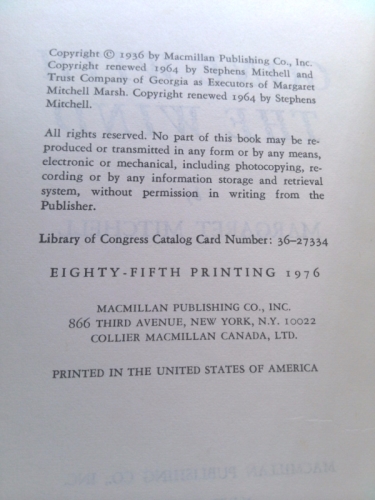 Copyright © 1936 by Macmillan Publishing Co., Inc.
Copyright renewed 1964 by Stephens Mitchell and
Trust Company of Georgia as Executors of Margaret
Mitchell Marsh. Copyright renewed 1964 by Stephens
Mitchell.
All rights reserved. No part of this book may be re-
produced or transmitted in any form or by any means,
electronic or mechanical, including photocopying, re-
cording or by any information storage and retrieval
system, without permission in writing from the
Publisher.
Library of Congress Catalog Card Number: 36-27334
EIGHTY-FIFTH PRINTING 1976
MACMILLAN PUBLISHING CO., INC.
866 THIRD AVENUE, NEW YORK, N.Y. 10022
COLLIER MACMILLAN CANADA, LTD.
PRINTED IN THE UNITED STATES OF AMERICA